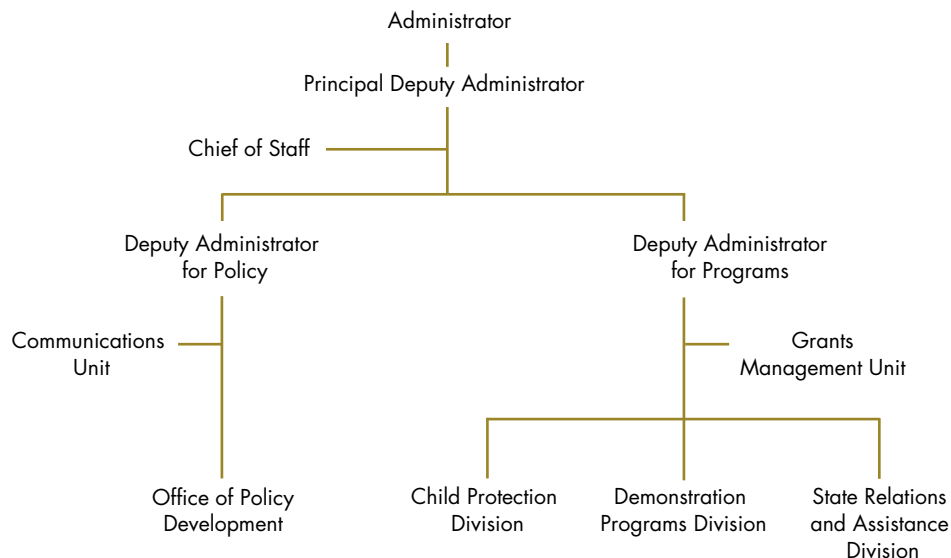 Administrator
Principal Deputy Administrator
Chief of Staff
Deputy Administrator
for Policy
Deputy Administrator
for Programs
Communications
Unit
Grants
Management Unit
Office of Policy
Development
Child Protection
Division
Demonstration
Programs Division
State Relations
and Assistance
Division